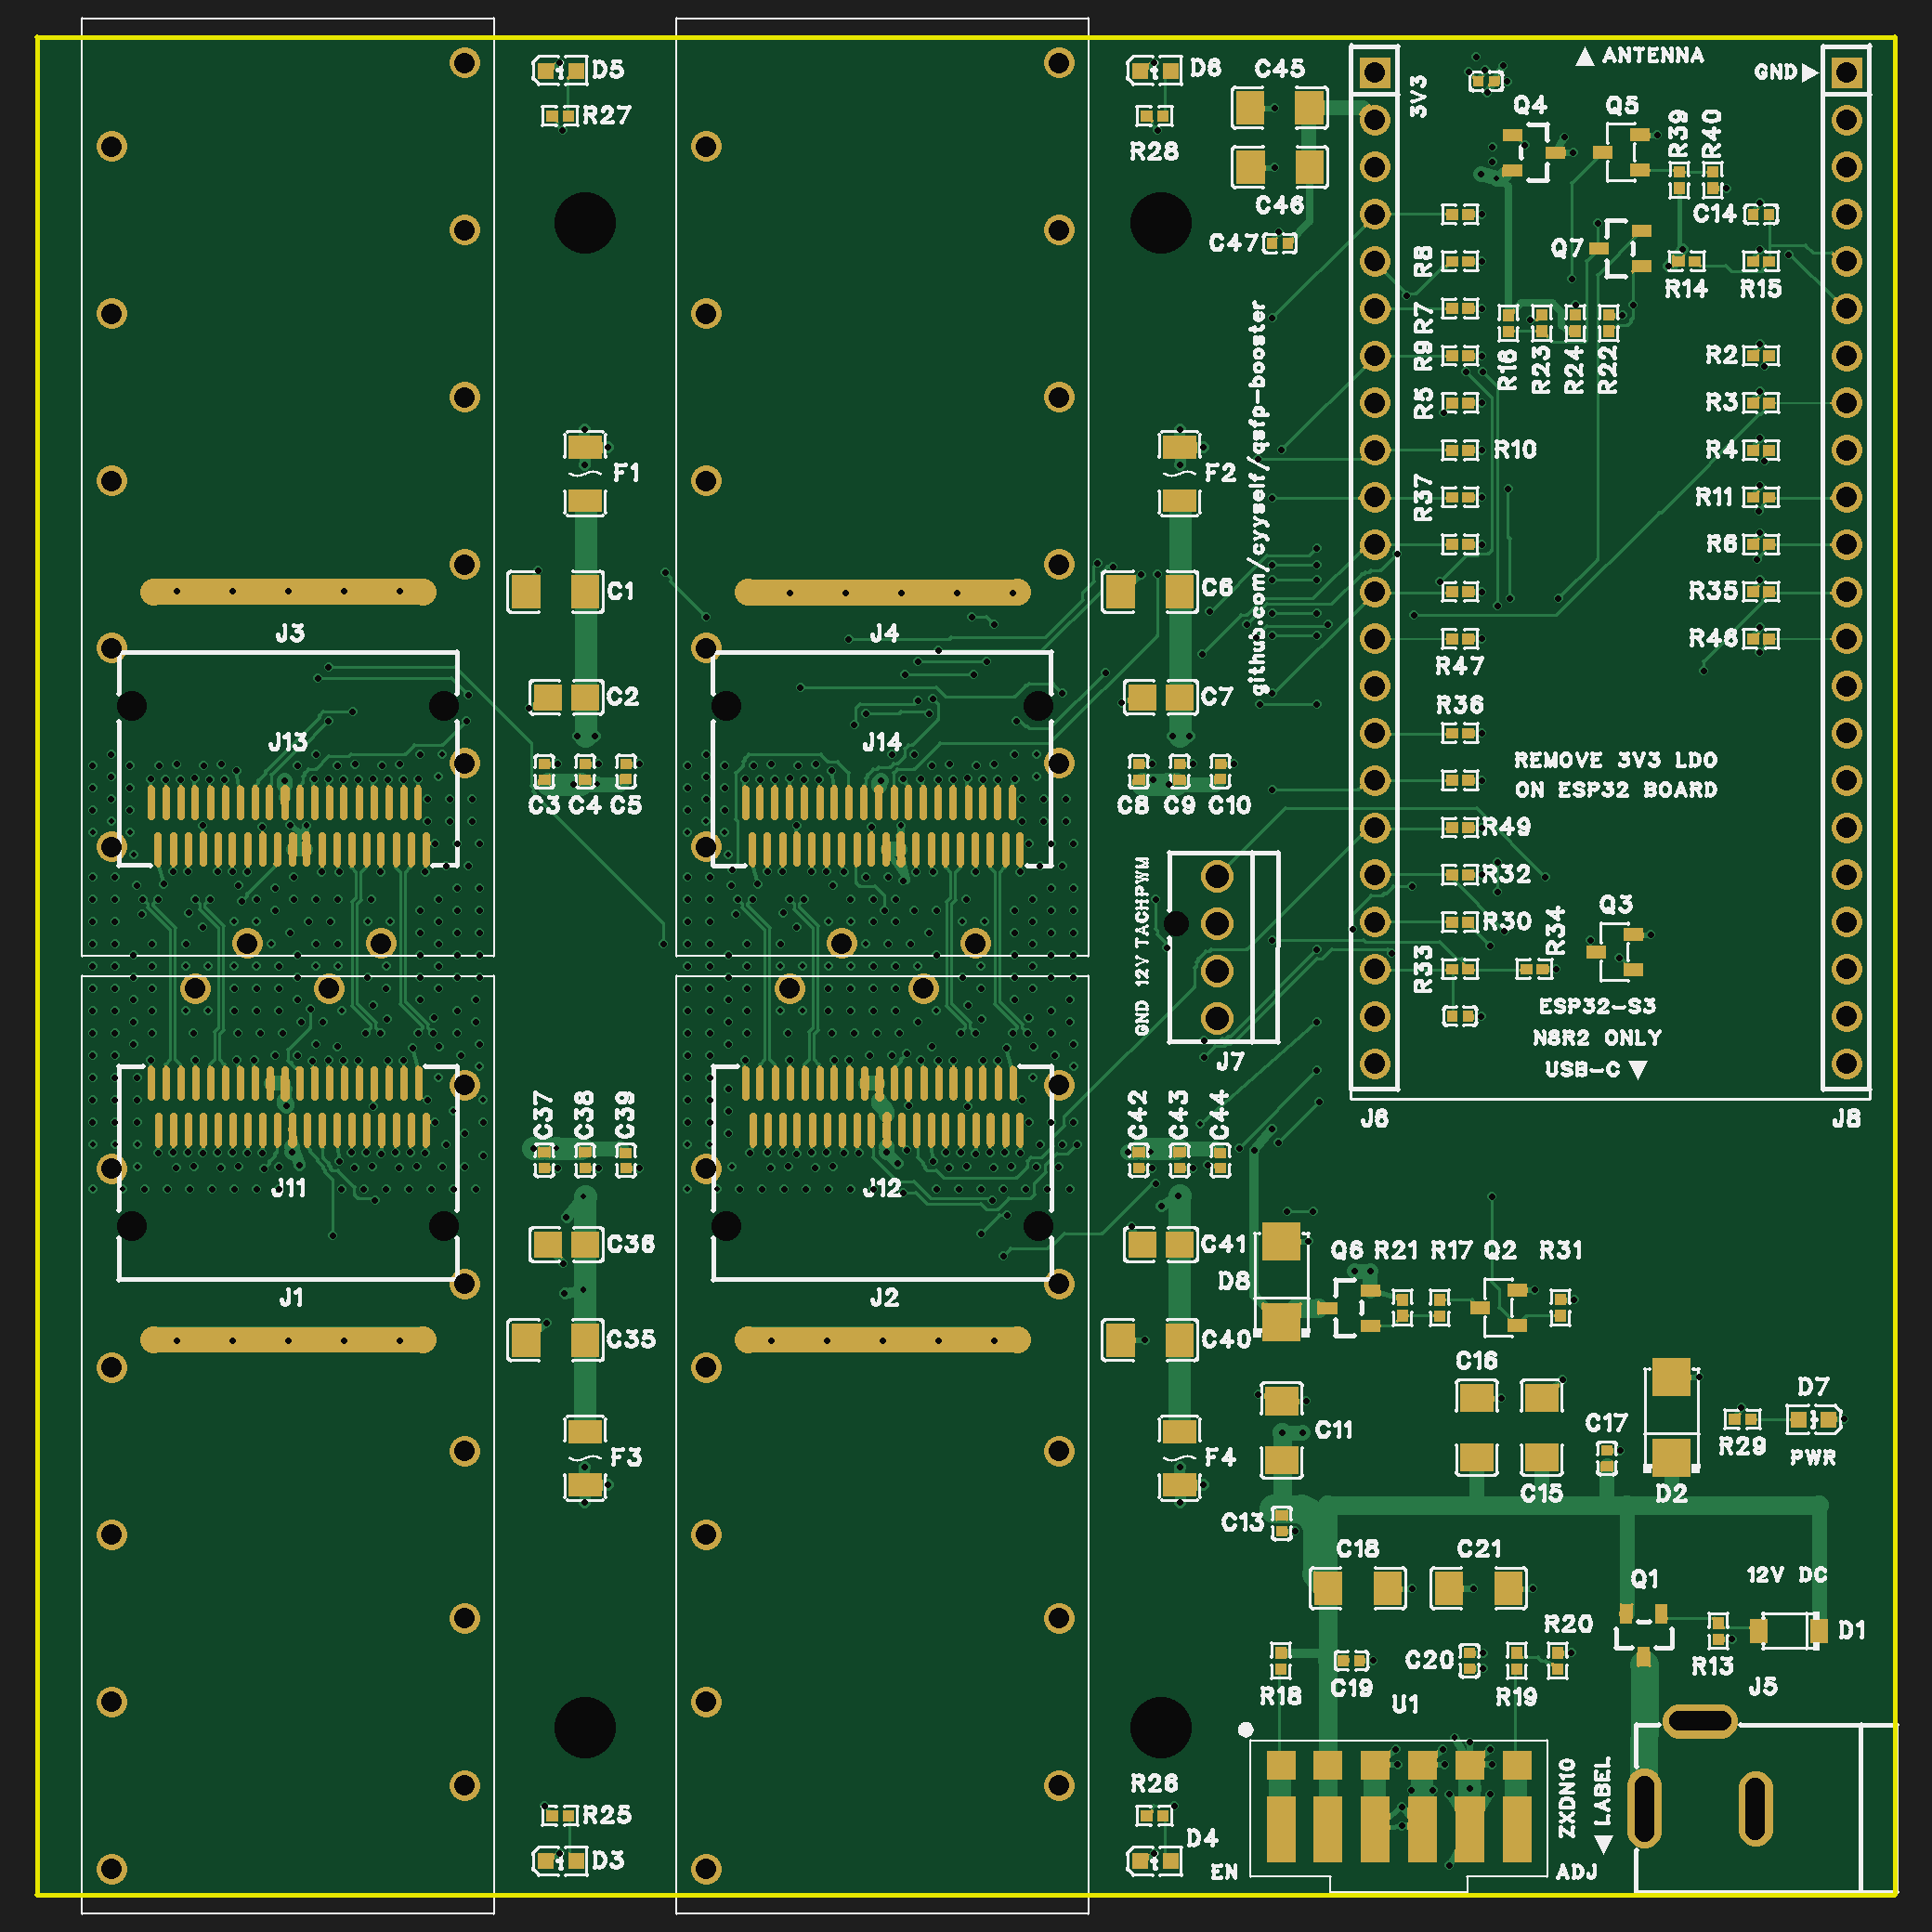 D5
R27
D6
R28
C45
C46
C47
3V3
ANTENNA
GND
Q4
Q5
R39
R40
C14
Q7
R14
R15
R8
R7
R9
R5
R16
R23
R24
R22
R2
R3
R4
R11
R6
R35
R46
R10
R37
R47
R36
F1
F2
C1
C6
J3
J4
C2
C7
J13
J14
C3 C4 C5
C8 C9 C10
github.com/cyyself/qsfp-booster
REMOVE 3V3 LDO
ON ESP32 BOARD
R49
R32
R30
R33
R34
Q3
ESP32-S3
N8R2 ONLY
USB-C
GND 12V TACHPWM
J7
J6
J8
C37
C38
C39
C42
C43
C44
J11
J12
C36
C41
J1
J2
C35
C40
D8
Q6
R21
R17
Q2
R31
C16
C11
C17
D7
R29
PWR
F3
F4
C15
D2
C13
C18
C21
Q1
12V DC
R20
D1
C20
R13
R18
C19
R19
J5
U1
R26
R25
D4
D3
EN
ADJ
ZXDN10
LABEL